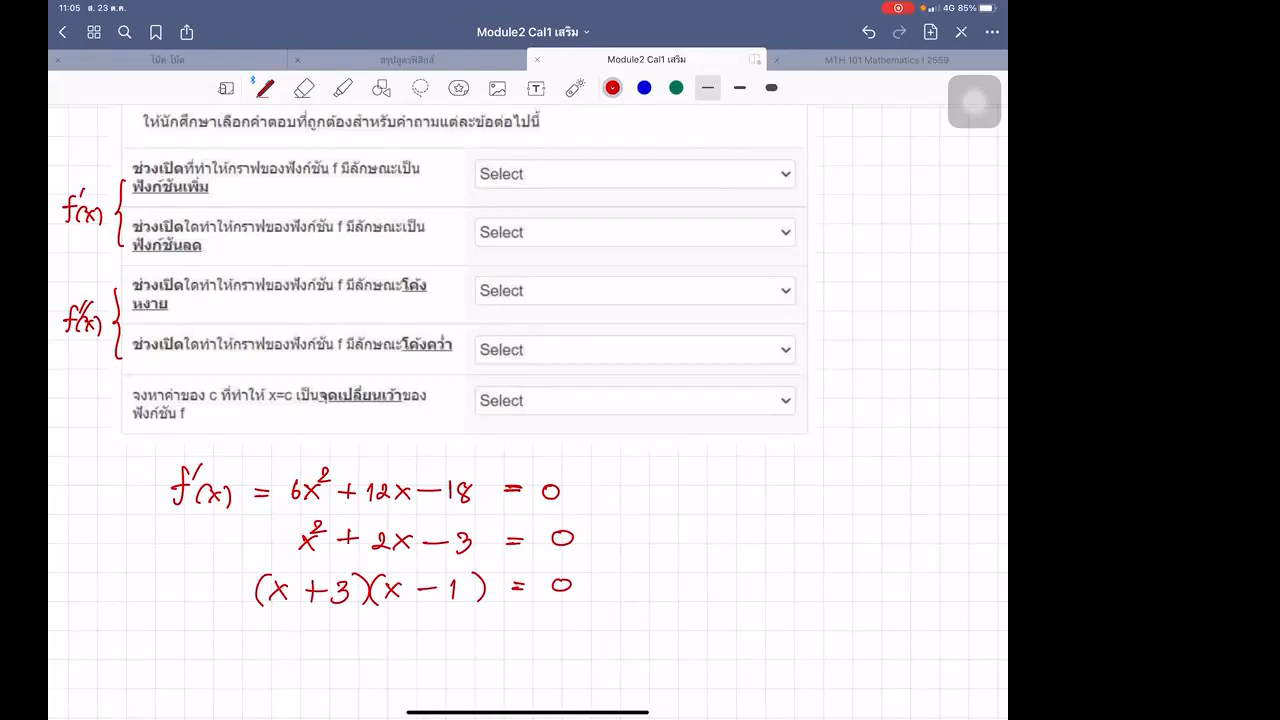 11:05 ส. 23 ต.ค.
4G 85%
Module2 Cal1 เสริม
โน้ต โน้ต
สรุปสูตรฟิสิกส์
Module2 Cal1 เสริม
MTH 101 Mathematics I 2559
ให้นักศึกษาเลือกคำตอบที่ถูกต้องสำหรับคำถามแต่ละข้อต่อไปนี้
ช่วงเปิดที่ทำให้กราฟของฟังก์ชัน f มีลักษณะเป็น
ฟังก์ชันเพิ่ม
Select
f'(x)
ช่วงเปิดใดทำให้กราฟของฟังก์ชัน f มีลักษณะเป็น
ฟังก์ชันลด
Select
ช่วงเปิดใดทำให้กราฟของฟังก์ชัน f มีลักษณะโค้ง
หงาย
Select
f''(x)
ช่วงเปิดใดทำให้กราฟของฟังก์ชัน f มีลักษณะโค้งคว่ำ
Select
จงหาค่าของ c ที่ทำให้ x=c เป็นจุดเปลี่ยนเว้าของ
ฟังก์ชัน f
Select
f'(x) = 6x² + 12x − 18 = 0
x² + 2x − 3 = 0
(x + 3)(x − 1) = 0